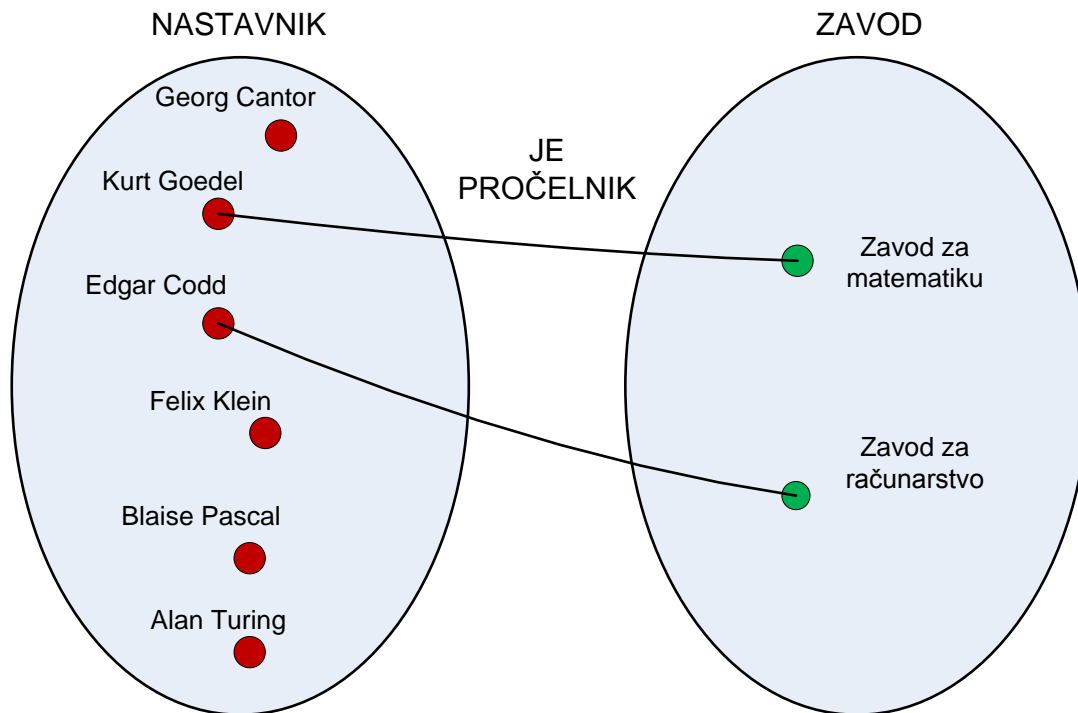 NASTAVNIK
ZAVOD
Georg Cantor
JE
PROČELNIK
Kurt Goedel
Zavod za
matematiku
Edgar Codd
Felix Klein
Zavod za
računarstvo
Blaise Pascal
Alan Turing